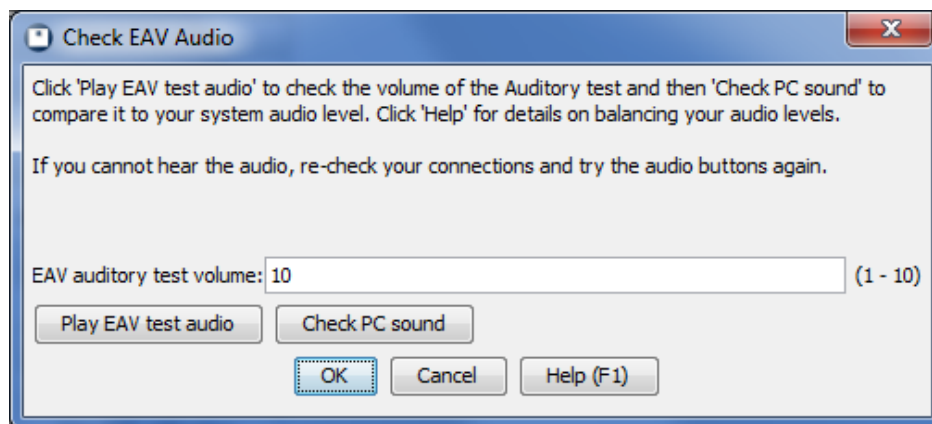 Check EAV Audio
Click 'Play EAV test audio' to check the volume of the Auditory test and then 'Check PC sound' to
compare it to your system audio level. Click 'Help' for details on balancing your audio levels.
If you cannot hear the audio, re-check your connections and try the audio buttons again.
EAV auditory test volume: 10 (1 - 10)
Play EAV test audio Check PC sound
OK Cancel Help (F1)